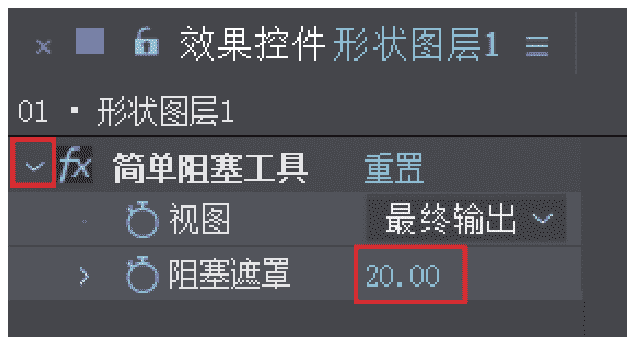 效果控件 形状图层1
01 · 形状图层1
fx 简单阻塞工具 重置
视图 最终输出
阻塞遮罩 20.00